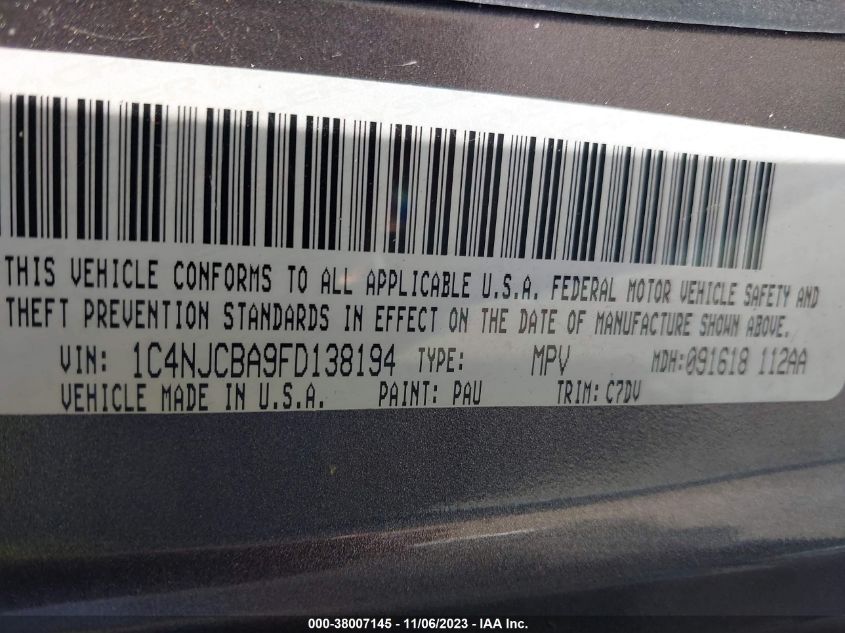 THIS VEHICLE CONFORMS TO ALL APPLICABLE U.S.A. FEDERAL MOTOR VEHICLE SAFETY AND
THEFT PREVENTION STANDARDS IN EFFECT ON THE DATE OF MANUFACTURE SHOWN ABOVE.
VIN: 1C4NJCBA9FD138194 TYPE: MPV MDH:091618 112AA
VEHICLE MADE IN U.S.A. PAINT: PAU TRIM: C7DV
000-38007145 - 11/06/2023 - IAA Inc.